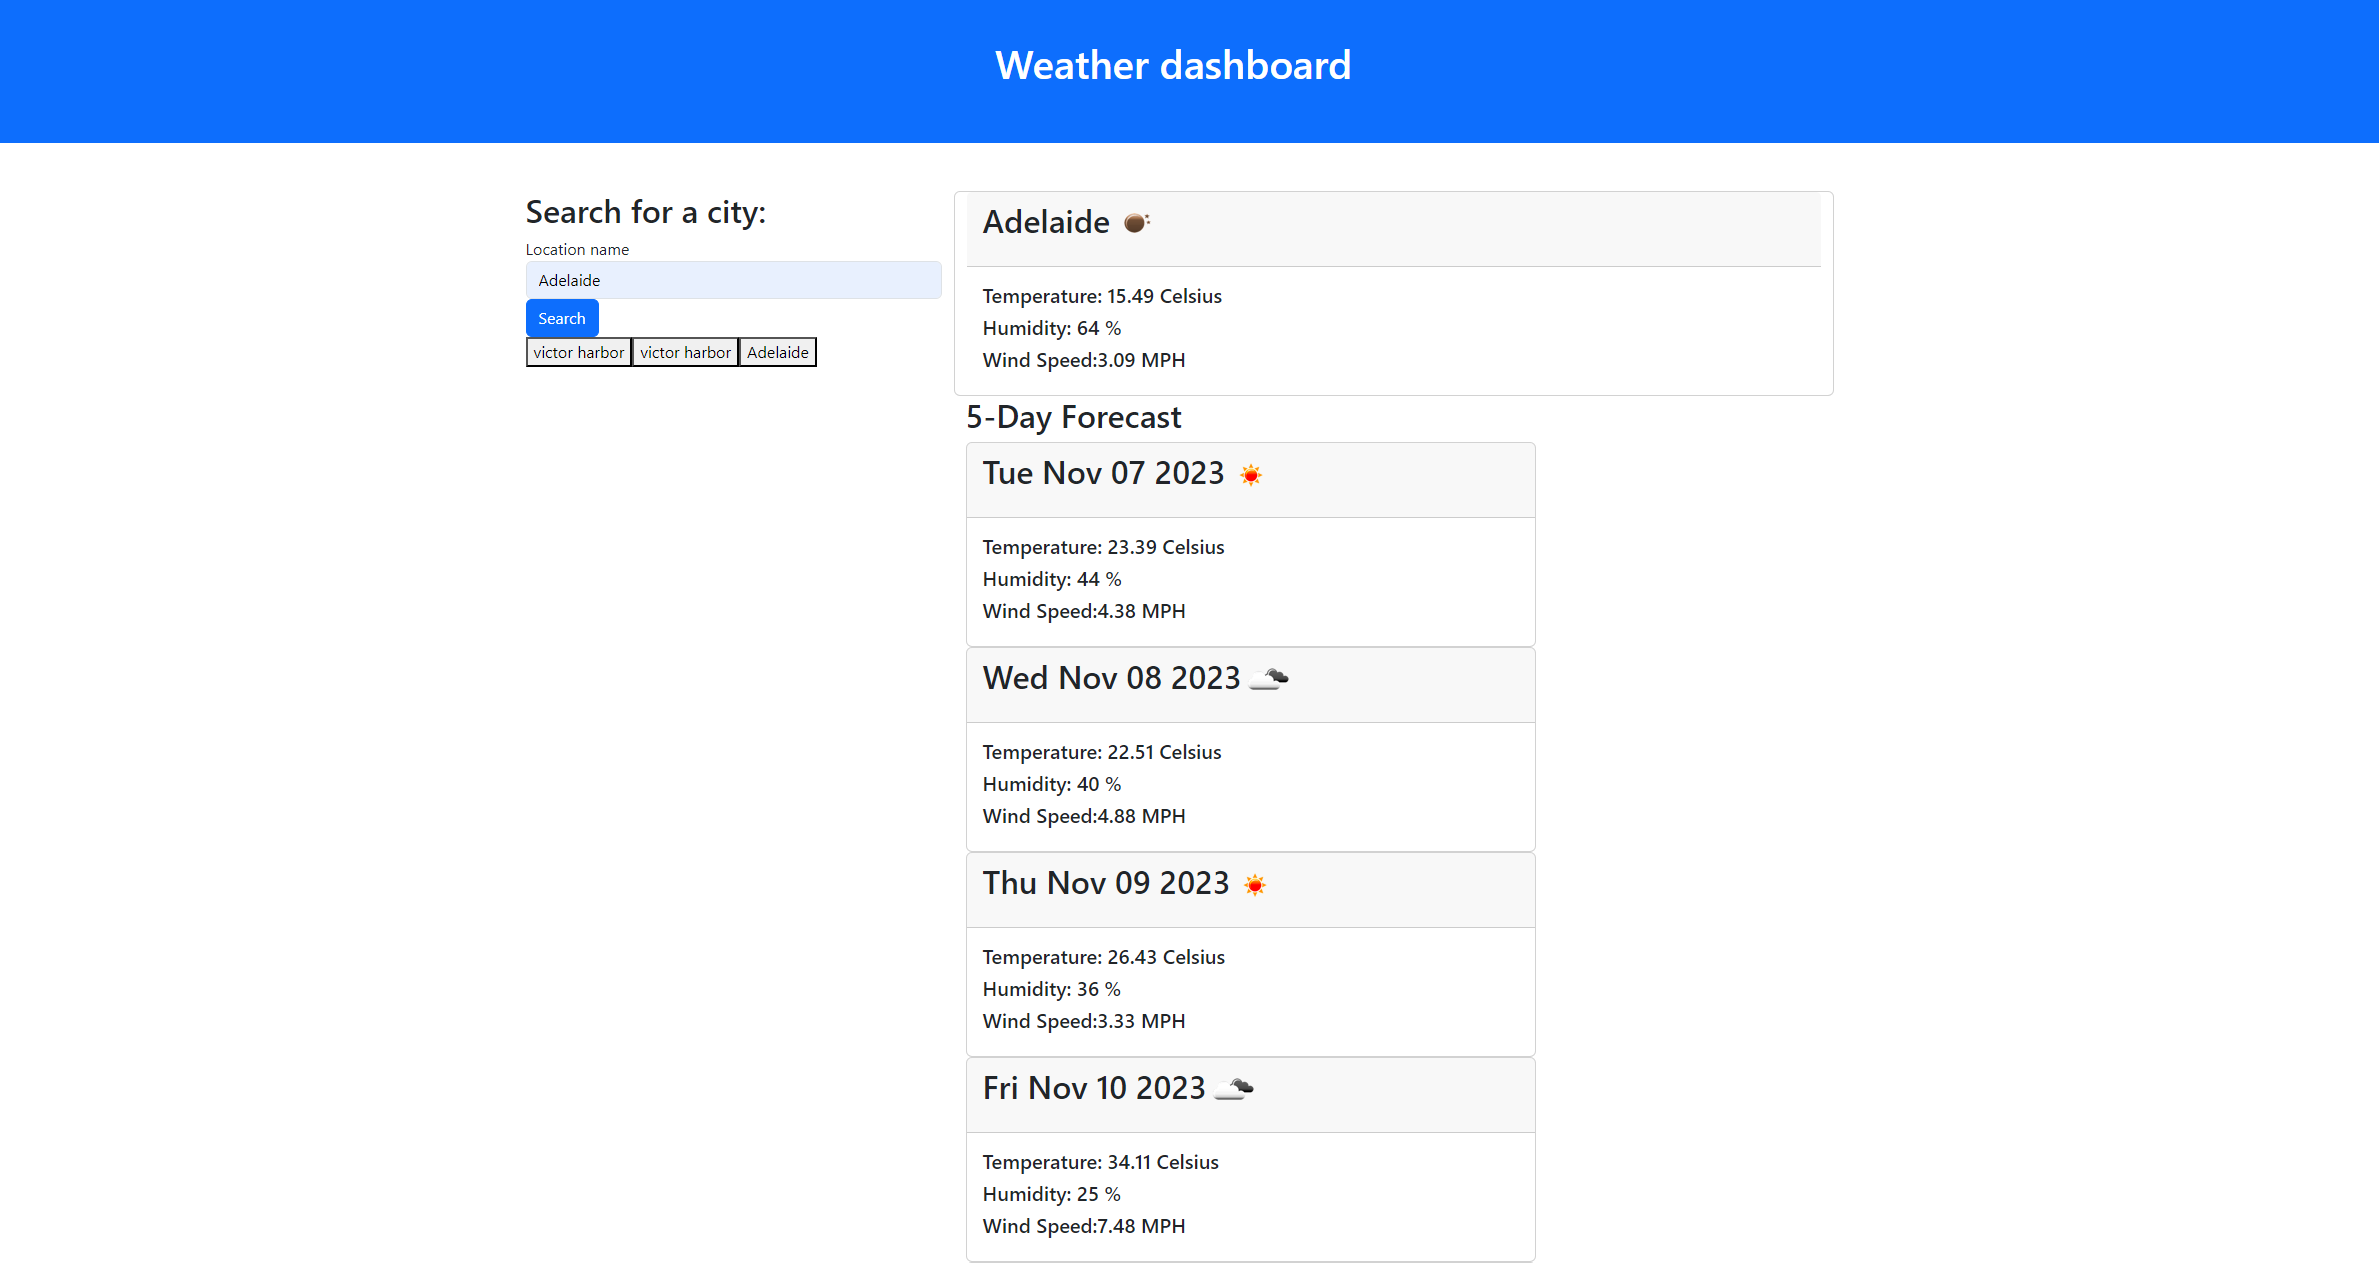 Weather dashboard
Search for a city:
Location name
Adelaide
Search
victor harbor victor harbor Adelaide
Adelaide
Temperature: 15.49 Celsius
Humidity: 64 %
Wind Speed:3.09 MPH
5-Day Forecast
Tue Nov 07 2023
Temperature: 23.39 Celsius
Humidity: 44 %
Wind Speed:4.38 MPH
Wed Nov 08 2023
Temperature: 22.51 Celsius
Humidity: 40 %
Wind Speed:4.88 MPH
Thu Nov 09 2023
Temperature: 26.43 Celsius
Humidity: 36 %
Wind Speed:3.33 MPH
Fri Nov 10 2023
Temperature: 34.11 Celsius
Humidity: 25 %
Wind Speed:7.48 MPH